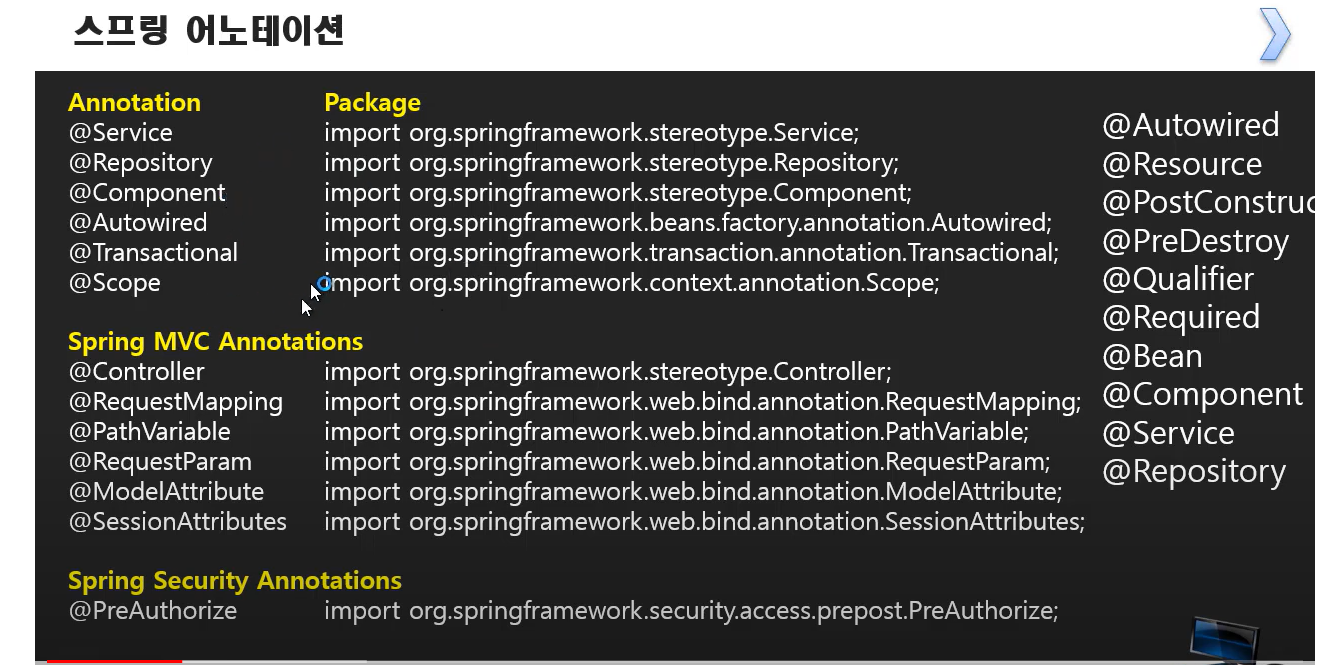 스프링 어노테이션
Annotation Package
@Service import org.springframework.stereotype.Service;
@Repository import org.springframework.stereotype.Repository;
@Component import org.springframework.stereotype.Component;
@Autowired import org.springframework.beans.factory.annotation.Autowired;
@Transactional import org.springframework.transaction.annotation.Transactional;
@Scope import org.springframework.context.annotation.Scope;
Spring MVC Annotations
@Controller import org.springframework.stereotype.Controller;
@RequestMapping import org.springframework.web.bind.annotation.RequestMapping;
@PathVariable import org.springframework.web.bind.annotation.PathVariable;
@RequestParam import org.springframework.web.bind.annotation.RequestParam;
@ModelAttribute import org.springframework.web.bind.annotation.ModelAttribute;
@SessionAttributes import org.springframework.web.bind.annotation.SessionAttributes;
Spring Security Annotations
@PreAuthorize import org.springframework.security.access.prepost.PreAuthorize;
@Autowired
@Resource
@PostConstruc
@PreDestroy
@Qualifier
@Required
@Bean
@Component
@Service
@Repository